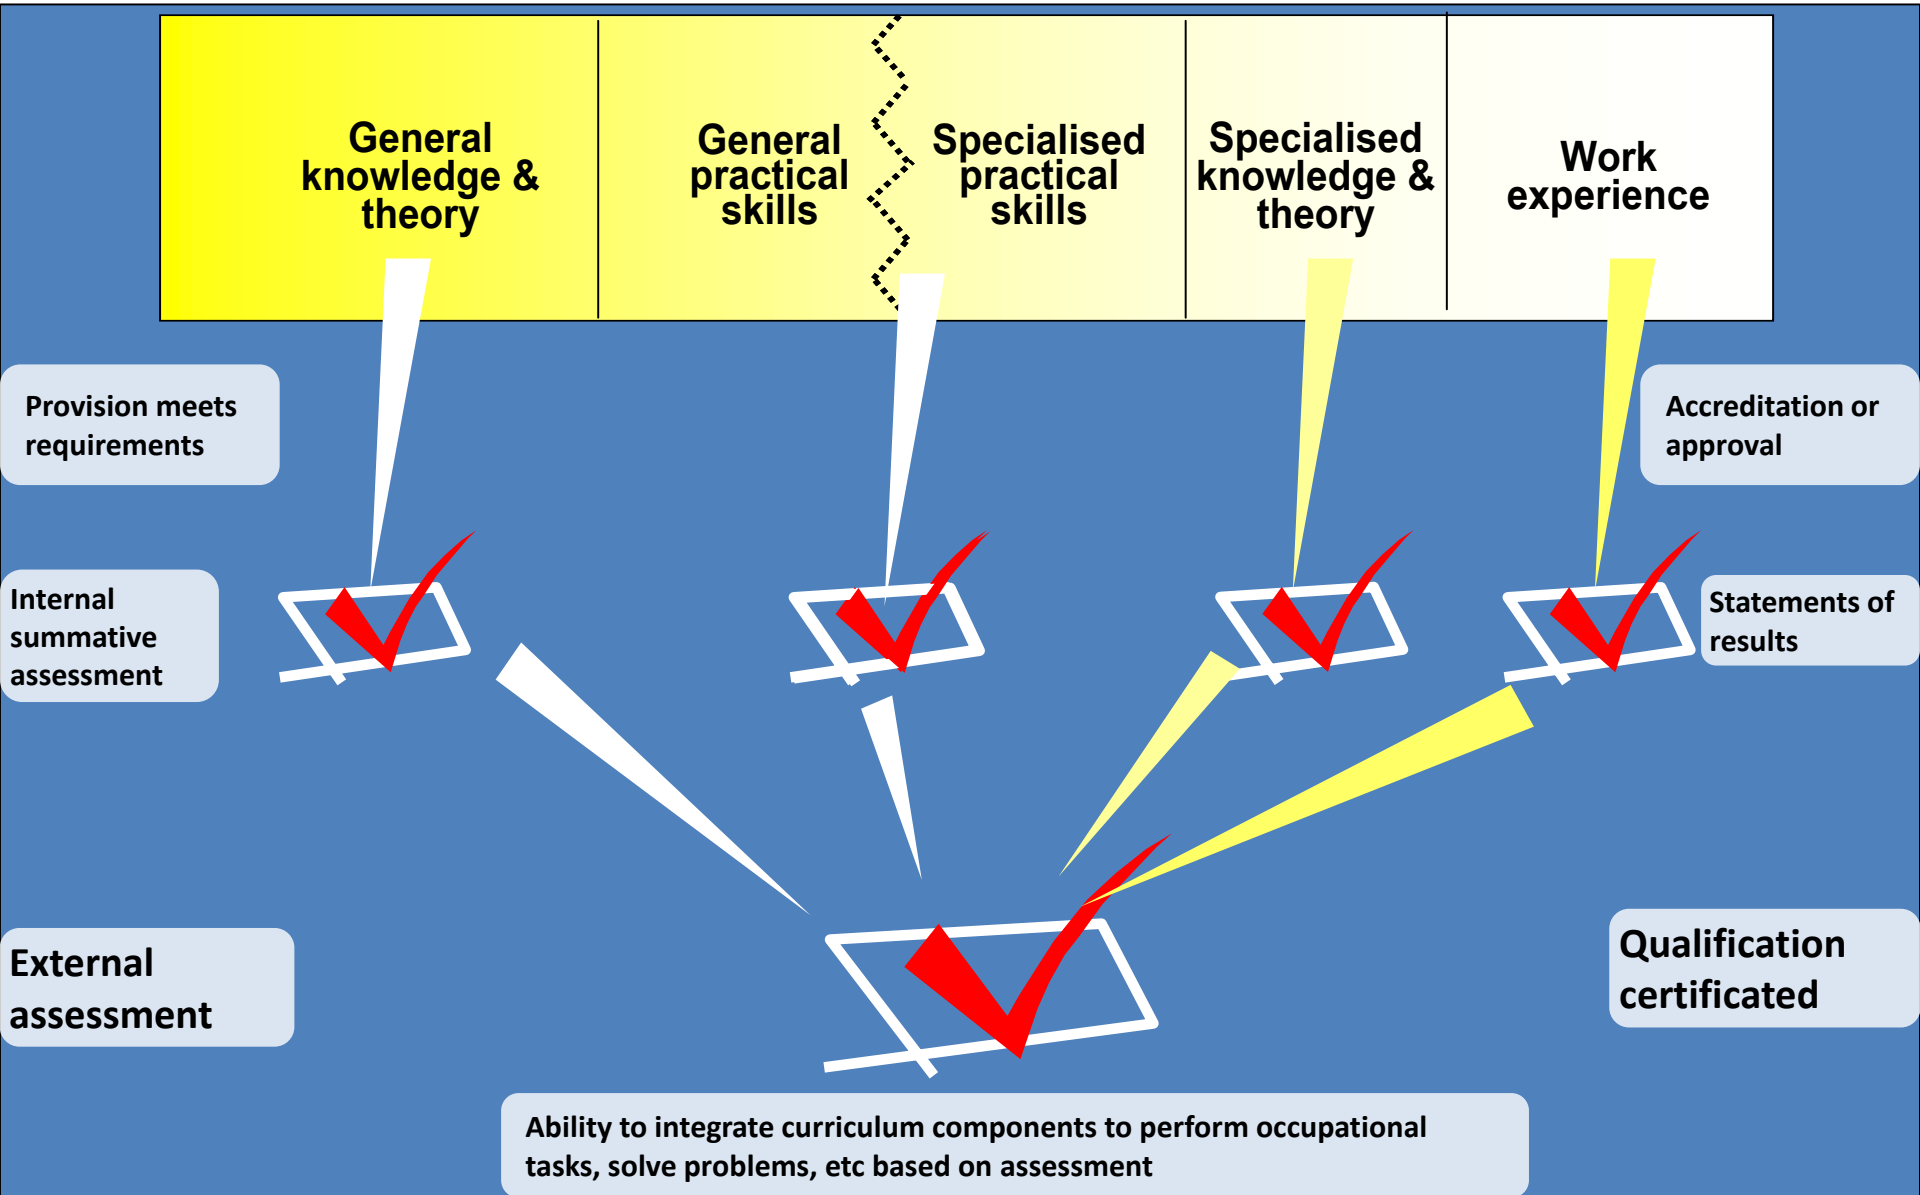 General
knowledge &
theory
General
practical
skills
Specialised
practical
skills
Specialised
knowledge &
theory
Work
experience
Provision meets
requirements
Accreditation or
approval
Internal
summative
assessment
Statements of
results
External
assessment
Qualification
certificated
Ability to integrate curriculum components to perform occupational
tasks, solve problems, etc based on assessment